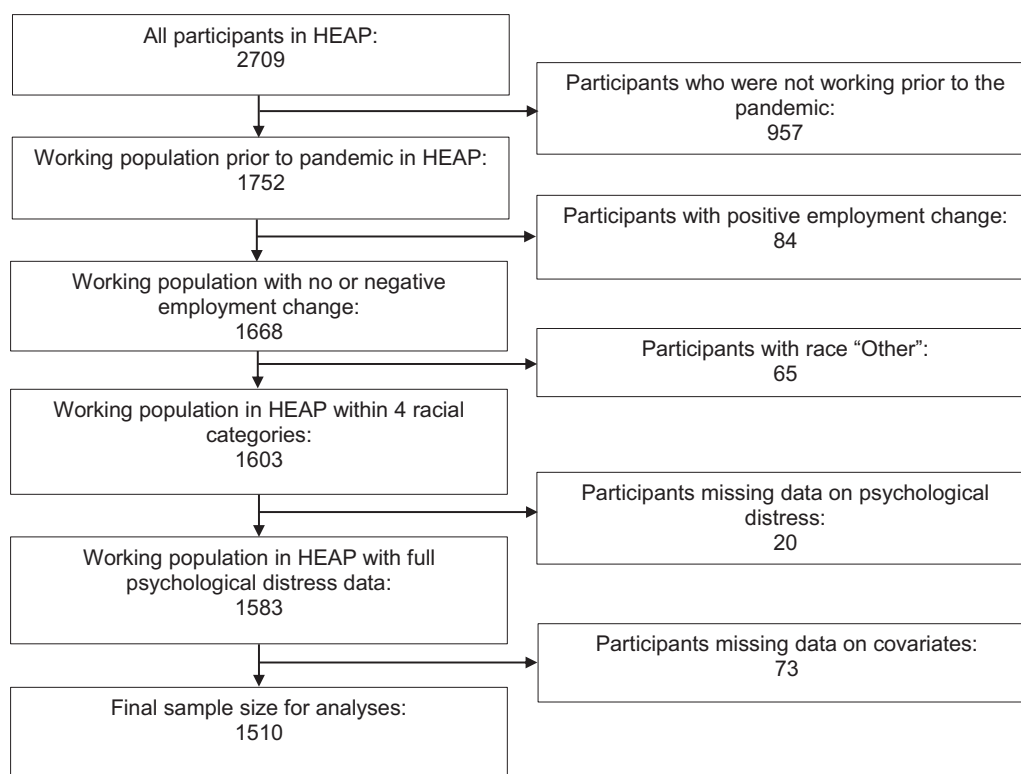 All participants in HEAP:
2709
Participants who were not working prior to the
pandemic:
957
Working population prior to pandemic in HEAP:
1752
Participants with positive employment change:
84
Working population with no or negative
employment change:
1668
Participants with race “Other”:
65
Working population in HEAP within 4 racial
categories:
1603
Participants missing data on psychological
distress:
20
Working population in HEAP with full
psychological distress data:
1583
Participants missing data on covariates:
73
Final sample size for analyses:
1510